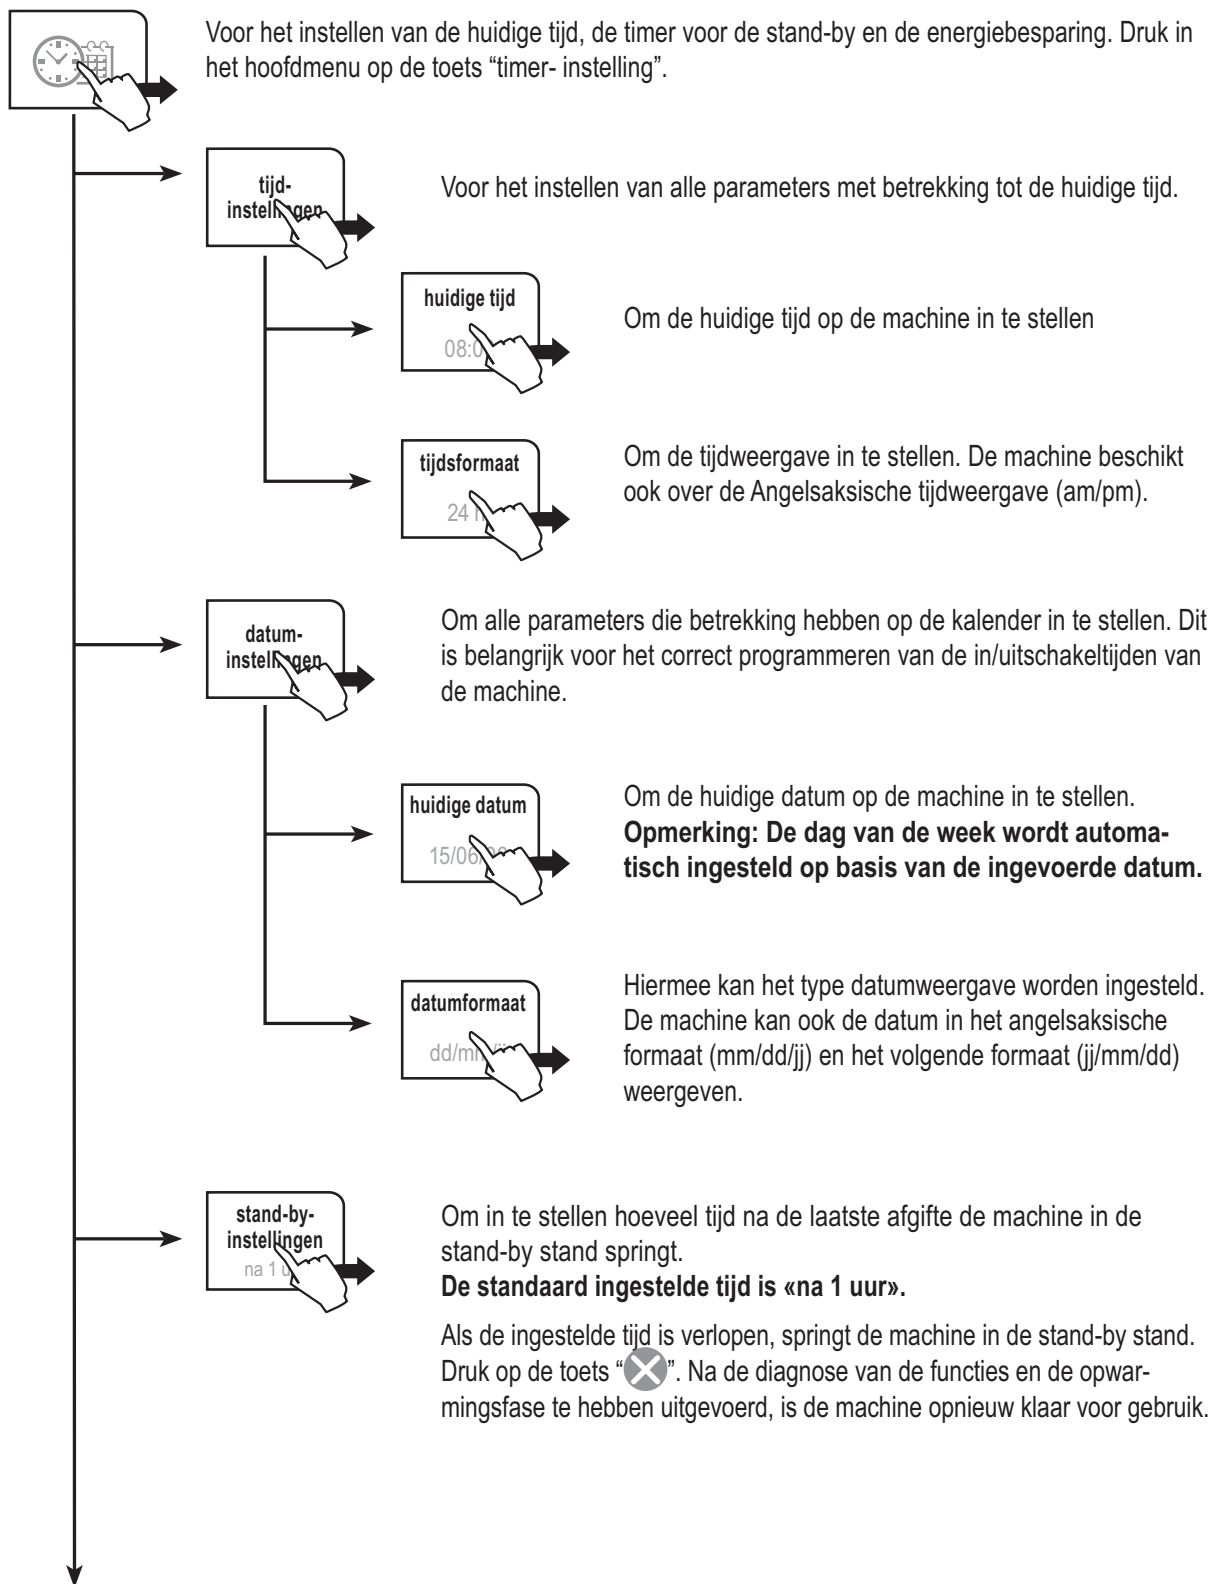 Voor het instellen van de huidige tijd, de timer voor de stand-by en de energiebesparing. Druk in
het hoofdmenu op de toets “timer- instelling”.
tijd-
instellingen
Voor het instellen van alle parameters met betrekking tot de huidige tijd.
huidige tijd
08:0
Om de huidige tijd op de machine in te stellen
tijdsformaat
24 h
Om de tijdweergave in te stellen. De machine beschikt
ook over de Angelsaksische tijdweergave (am/pm).
datum-
instellingen
Om alle parameters die betrekking hebben op de kalender in te stellen. Dit
is belangrijk voor het correct programmeren van de in/uitschakeltijden van
de machine.
huidige datum
15/06/
Om de huidige datum op de machine in te stellen.
Opmerking: De dag van de week wordt automa-
tisch ingesteld op basis van de ingevoerde datum.
datumformaat
dd/mm/jj
Hiermee kan het type datumweergave worden ingesteld.
De machine kan ook de datum in het angelsaksische
formaat (mm/dd/jj) en het volgende formaat (jj/mm/dd)
weergeven.
stand-by-
instellingen
na 1 u
Om in te stellen hoeveel tijd na de laatste afgifte de machine in de
stand-by stand springt.
De standaard ingestelde tijd is «na 1 uur».
Als de ingestelde tijd is verlopen, springt de machine in de stand-by stand.
Druk op de toets “ ”. Na de diagnose van de functies en de opwar-
mingsfase te hebben uitgevoerd, is de machine opnieuw klaar voor gebruik.